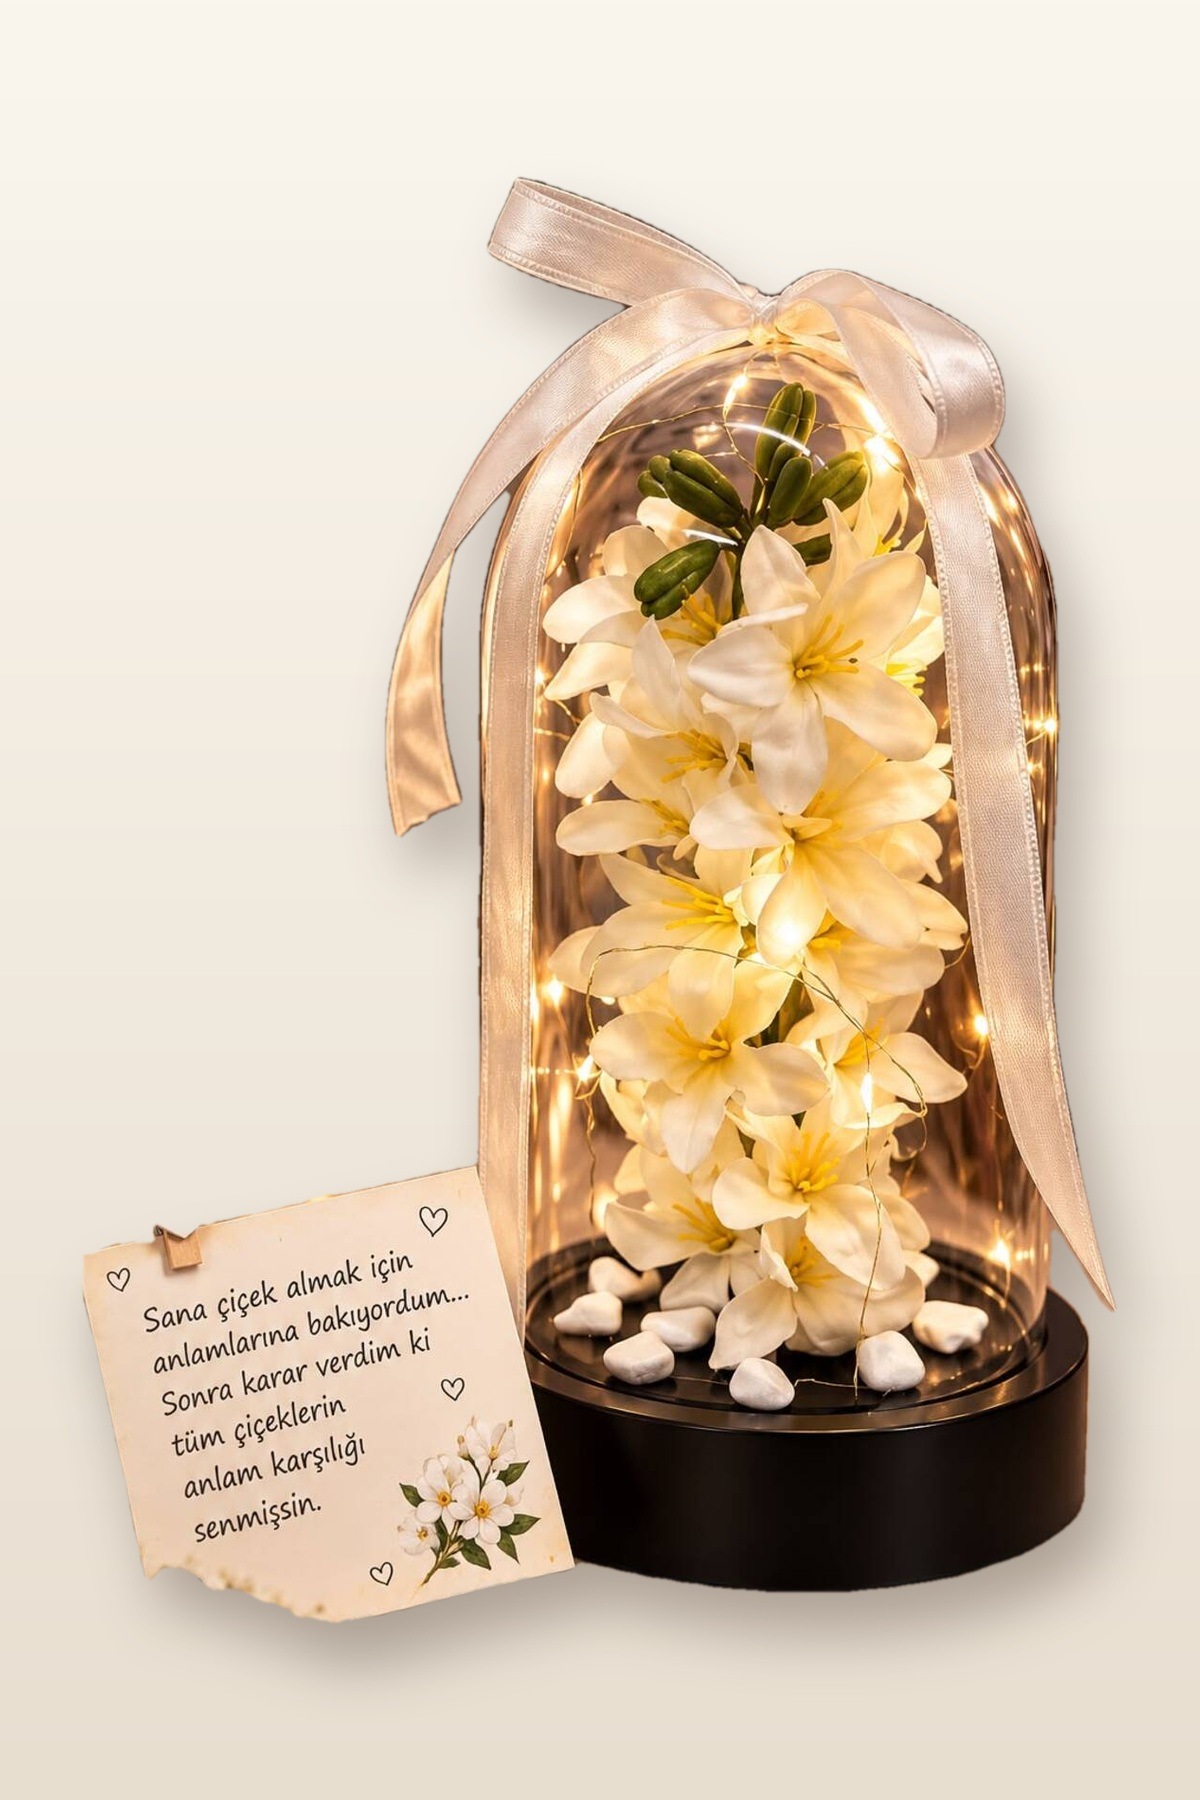 Sana çiçek almak için
anlamlarına bakıyordum...
Sonra karar verdim ki
tüm çiçeklerin
anlam karşılığı
senmişsin.